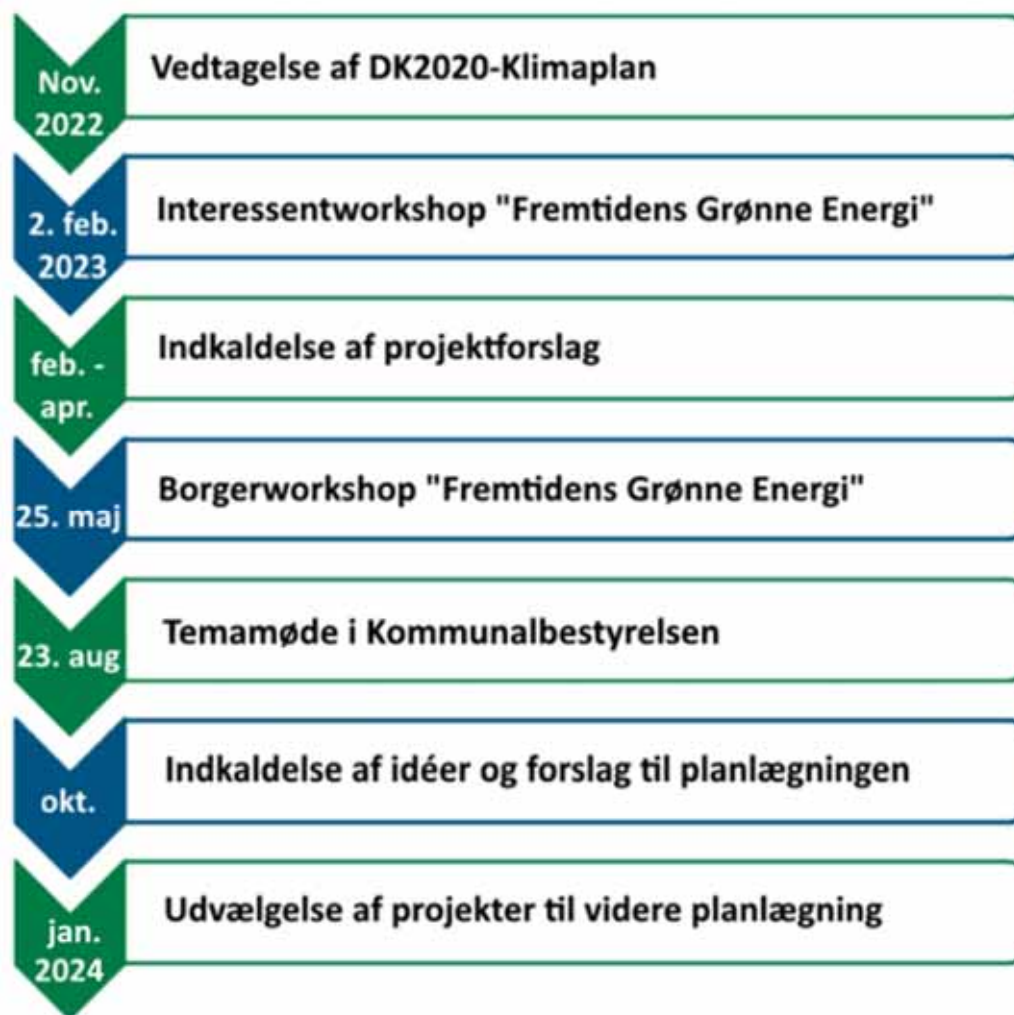 Nov.
2022
Vedtagelse af DK2020-Klimaplan
2. feb.
2023
Interessentworkshop "Fremtidens Grønne Energi"
feb. -
apr.
Indkaldelse af projektforslag
25. maj
Borgerworkshop "Fremtidens Grønne Energi"
23. aug
Temamøde i Kommunalbestyrelsen
okt.
Indkaldelse af idéer og forslag til planlægningen
jan.
2024
Udvælgelse af projekter til videre planlægning